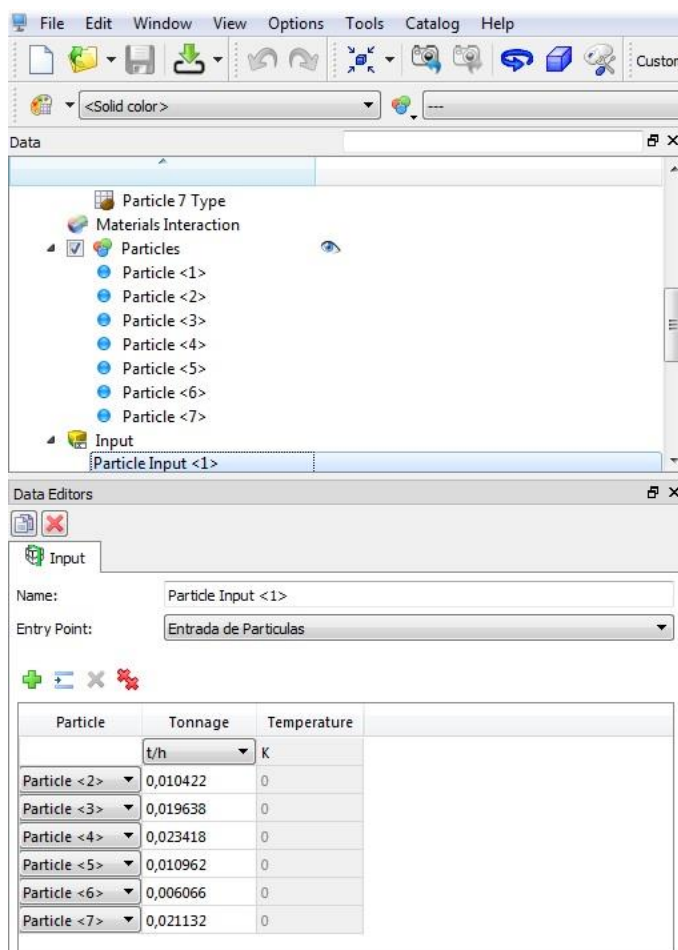 File Edit Window View Options Tools Catalog Help
Custor
<Solid color> ---
Data
Particle 7 Type
Materials Interaction
Particles
Particle <1>
Particle <2>
Particle <3>
Particle <4>
Particle <5>
Particle <6>
Particle <7>
Input
Particle Input <1>
Data Editors
Input
Name: Particle Input <1>
Entry Point: Entrada de Particulas
Particle Tonnage Temperature
t/h K
Particle <2> 0,010422 0
Particle <3> 0,019638 0
Particle <4> 0,023418 0
Particle <5> 0,010962 0
Particle <6> 0,006066 0
Particle <7> 0,021132 0